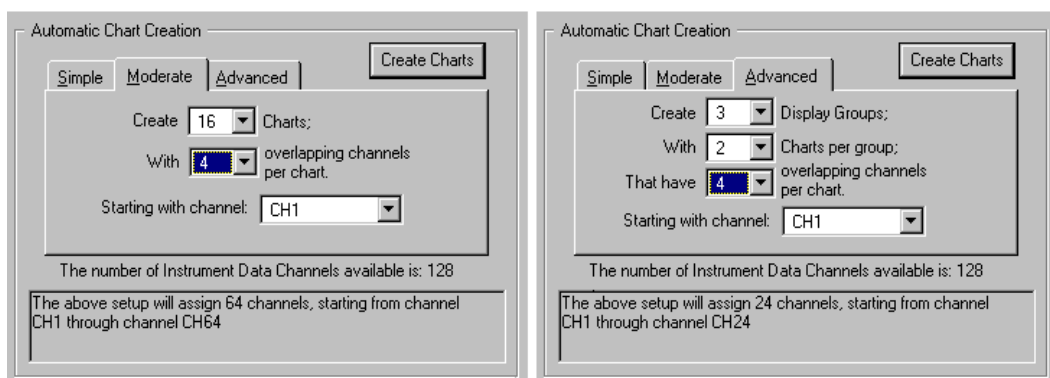 Automatic Chart Creation
Create Charts
Simple Moderate Advanced
Create 16 Charts;
With 4 overlapping channels
per chart.
Starting with channel: CH1
The number of Instrument Data Channels available is: 128
The above setup will assign 64 channels, starting from channel
CH1 through channel CH64
Automatic Chart Creation
Create Charts
Simple Moderate Advanced
Create 3 Display Groups;
With 2 Charts per group;
That have 4 overlapping channels
per chart.
Starting with channel: CH1
The number of Instrument Data Channels available is: 128
The above setup will assign 24 channels, starting from channel
CH1 through channel CH24